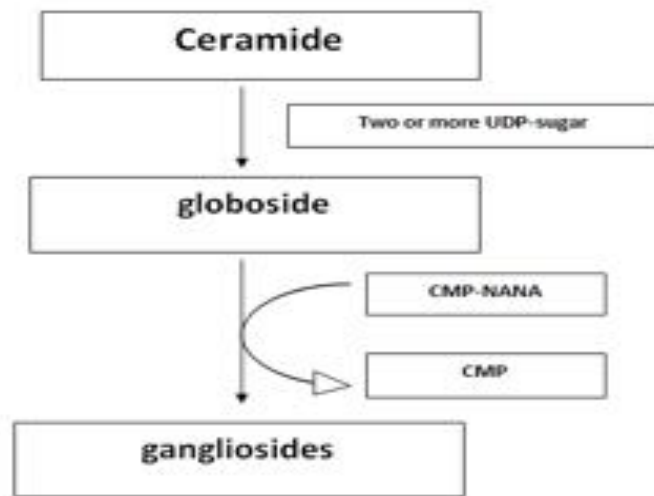 Ceramide
Two or more UDP-sugar
globoside
CMP-NANA
CMP
gangliosides